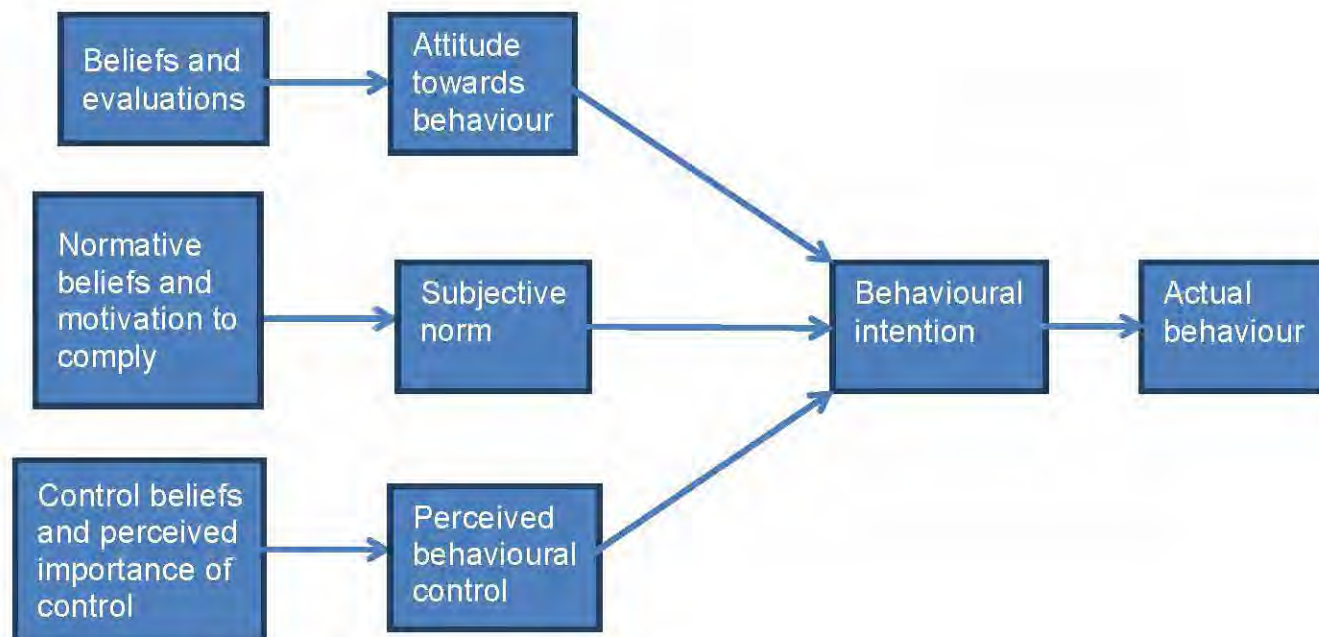 Beliefs and
evaluations
Attitude
towards
behaviour
Normative
beliefs and
motivation to
comply
Subjective
norm
Behavioural
intention
Actual
behaviour
Control beliefs
and perceived
importance of
control
Perceived
behavioural
control